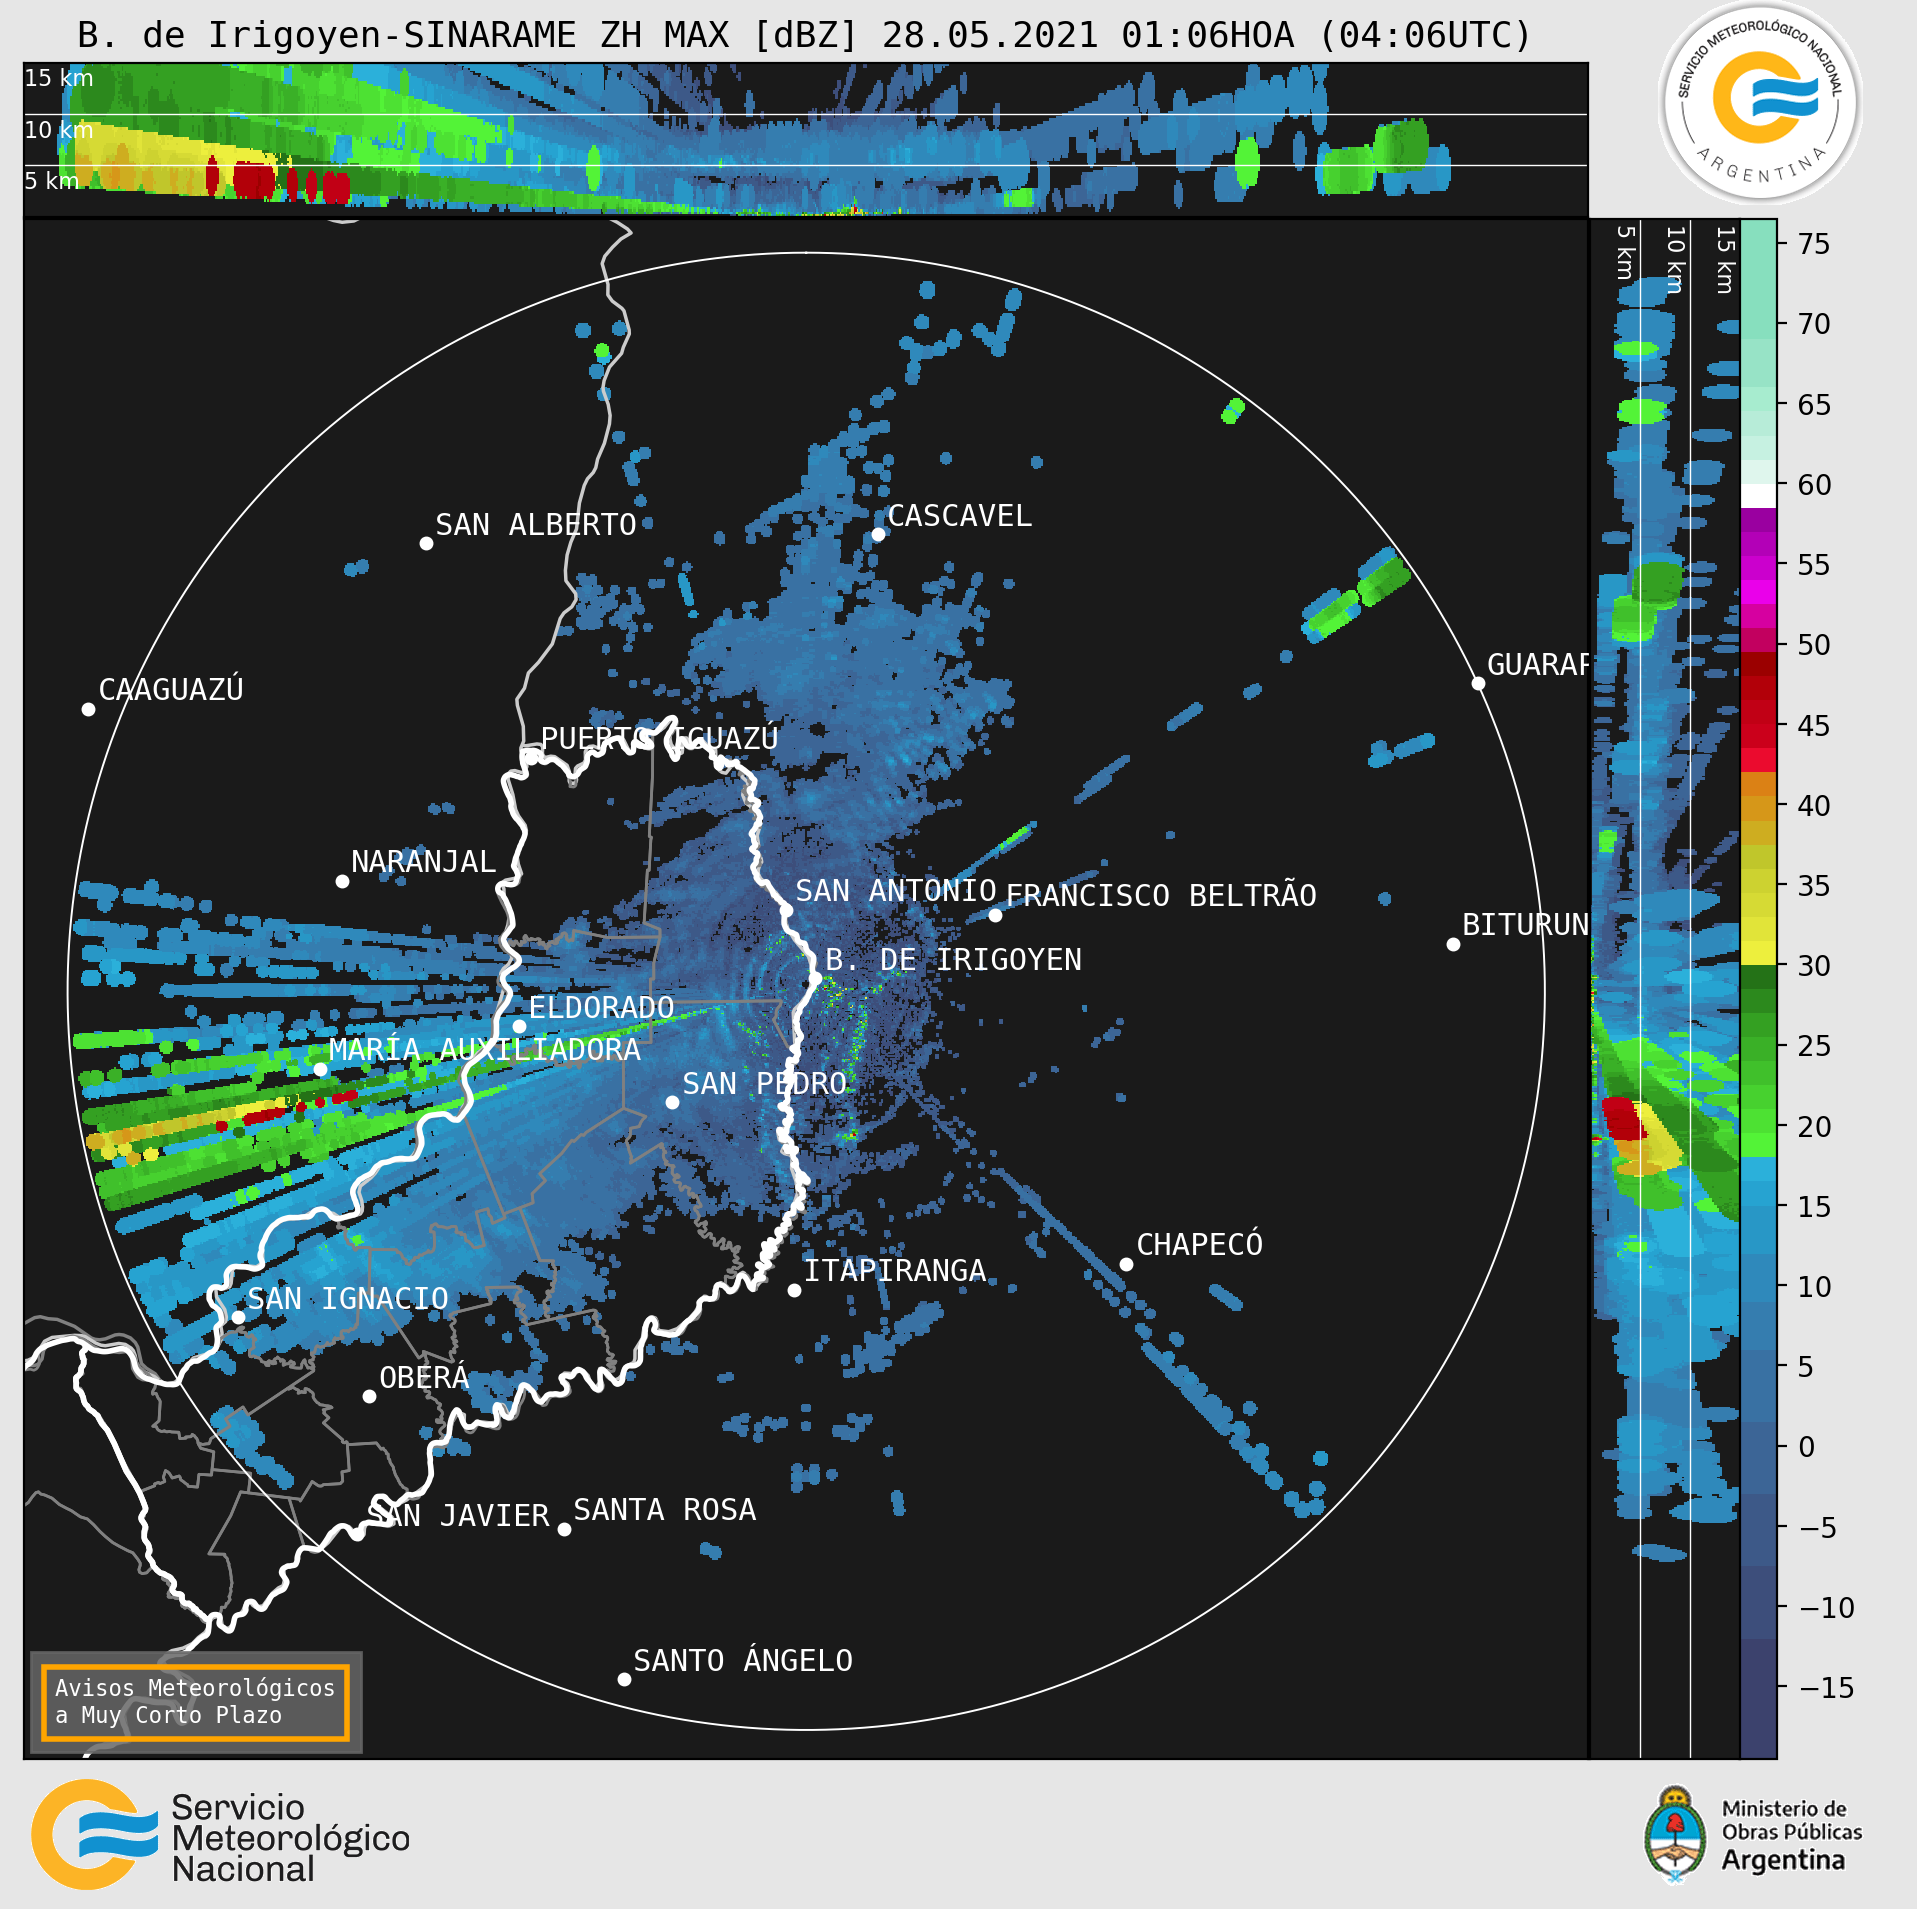 B. de Irigoyen-SINARAME ZH MAX [dBZ] 28.05.2021 01:06HOA (04:06UTC)
SERVICIO METEOROLÓGICO NACIONAL
ARGENTINA
15 km
10 km
5 km
5 km
10 km
15 km
75
70
65
60
55
50
45
40
35
30
25
20
15
10
5
0
−5
−10
−15
CASCAVEL
SAN ALBERTO
GUARAP
CAAGUAZÚ
PUERTO IGUAZÚ
NARANJAL
SAN ANTONIO
FRANCISCO BELTRÃO
BITURUN
B. DE IRIGOYEN
ELDORADO
MARÍA AUXILIADORA
SAN PEDRO
CHAPECÓ
ITAPIRANGA
SAN IGNACIO
OBERÁ
SAN JAVIER
SANTA ROSA
SANTO ÁNGELO
Avisos Meteorológicos
a Muy Corto Plazo
Servicio
Meteorológico
Nacional
Ministerio de
Obras Públicas
Argentina